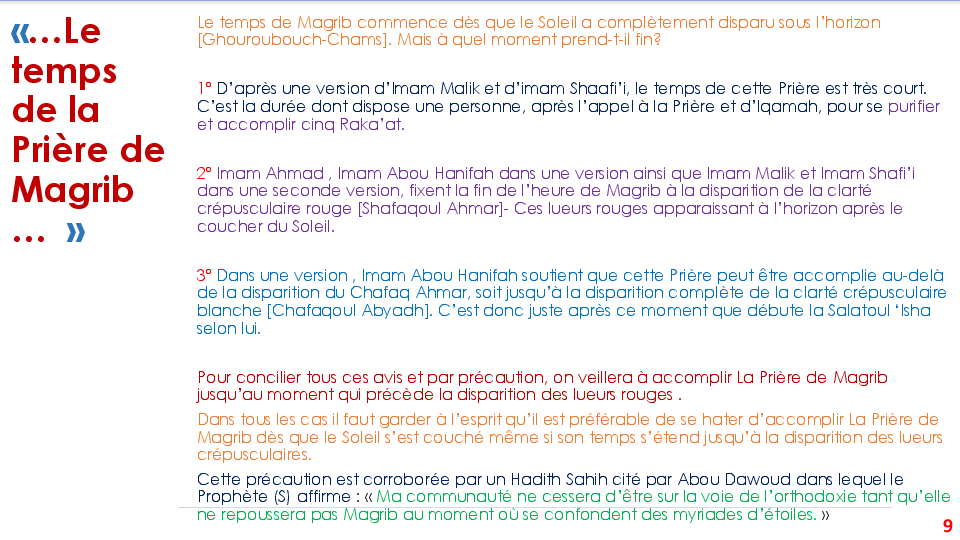 «…Le
temps
de la
Prière de
Magrib
… »
Le temps de Magrib commence dès que le Soleil a complètement disparu sous l’horizon
[Ghouroubouch-Chams]. Mais à quel moment prend-t-il fin?
1° D’après une version d’Imam Malik et d’imam Shaafi’i, le temps de cette Prière est très court.
C’est la durée dont dispose une personne, après l’appel à la Prière et d’Iqamah, pour se purifier
et accomplir cinq Raka’at.
2° Imam Ahmad , Imam Abou Hanifah dans une version ainsi que Imam Malik et Imam Shafi’i
dans une seconde version, fixent la fin de l’heure de Magrib à la disparition de la clarté
crépusculaire rouge [Shafaqoul Ahmar]- Ces lueurs rouges apparaissant à l’horizon après le
coucher du Soleil.
3° Dans une version , Imam Abou Hanifah soutient que cette Prière peut être accomplie au-delà
de la disparition du Chafaq Ahmar, soit jusqu’à la disparition complète de la clarté crépusculaire
blanche [Chafaqoul Abyadh]. C’est donc juste après ce moment que débute la Salatoul ‘Isha
selon lui.
Pour concilier tous ces avis et par précaution, on veillera à accomplir La Prière de Magrib
jusqu’au moment qui précède la disparition des lueurs rouges .
Dans tous les cas il faut garder à l’esprit qu’il est préférable de se hater d’accomplir La Prière de
Magrib dès que le Soleil s’est couché même si son temps s’étend jusqu’à la disparition des lueurs
crépusculaires.
Cette précaution est corroborée par un Hadith Sahih cité par Abou Dawoud dans lequel le
Prophète (S) affirme : « Ma communauté ne cessera d’être sur la voie de l’orthodoxie tant qu’elle
ne repoussera pas Magrib au moment où se confondent des myriades d’étoiles. »
9